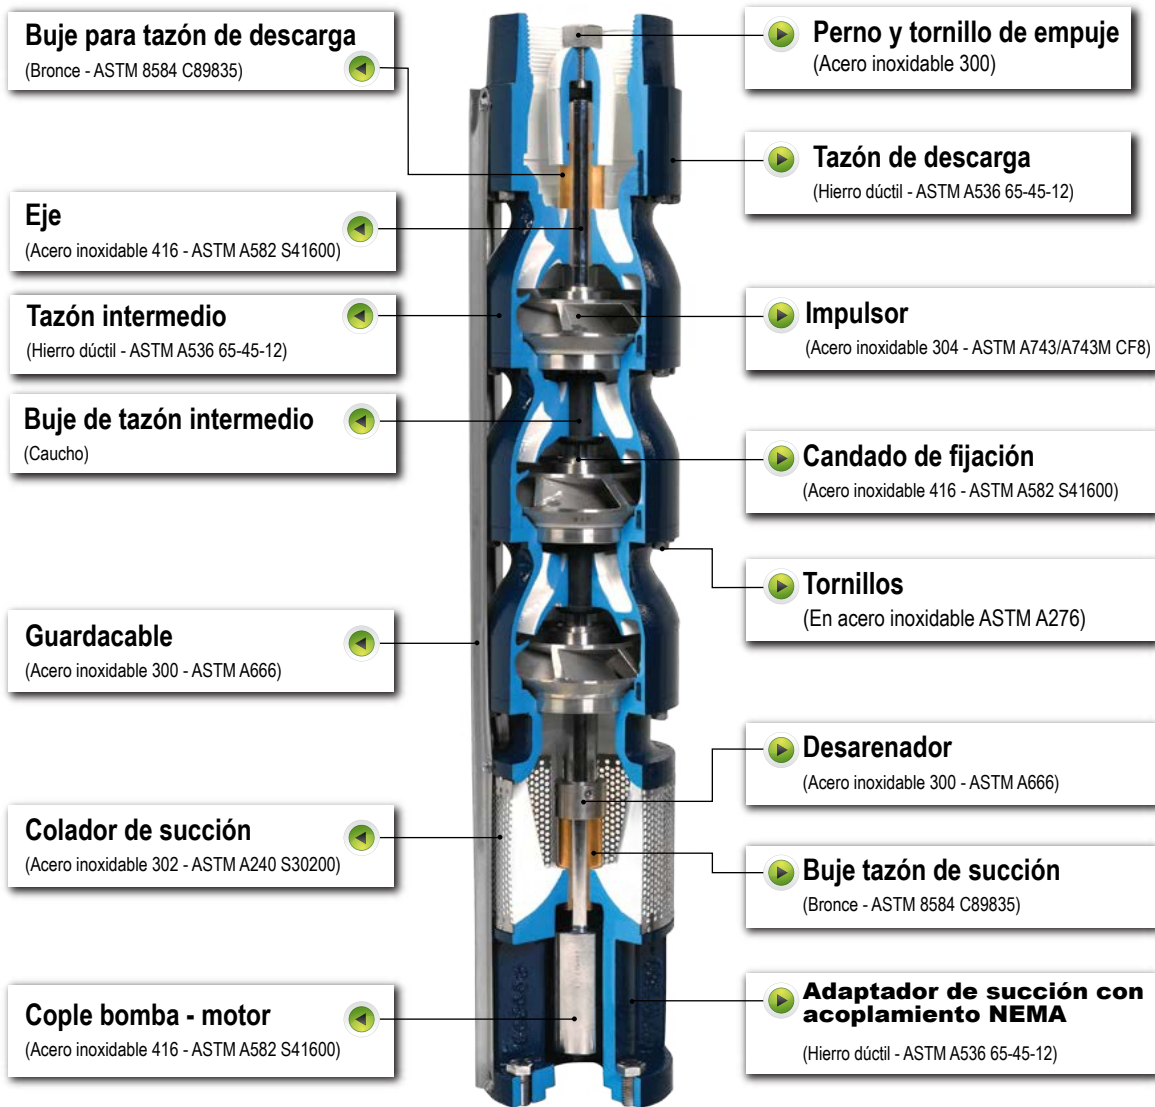 Buje para tazón de descarga
(Bronce - ASTM 8584 C89835)
Eje
(Acero inoxidable 416 - ASTM A582 S41600)
Tazón intermedio
(Hierro dúctil - ASTM A536 65-45-12)
Buje de tazón intermedio
(Caucho)
Guardacable
(Acero inoxidable 300 - ASTM A666)
Colador de succión
(Acero inoxidable 302 - ASTM A240 S30200)
Cople bomba - motor
(Acero inoxidable 416 - ASTM A582 S41600)
Perno y tornillo de empuje
(Acero inoxidable 300)
Tazón de descarga
(Hierro dúctil - ASTM A536 65-45-12)
Impulsor
(Acero inoxidable 304 - ASTM A743/A743M CF8)
Candado de fijación
(Acero inoxidable 416 - ASTM A582 S41600)
Tornillos
(En acero inoxidable ASTM A276)
Desarenador
(Acero inoxidable 300 - ASTM A666)
Buje tazón de succión
(Bronce - ASTM 8584 C89835)
Adaptador de succión con
acoplamiento NEMA
(Hierro dúctil - ASTM A536 65-45-12)